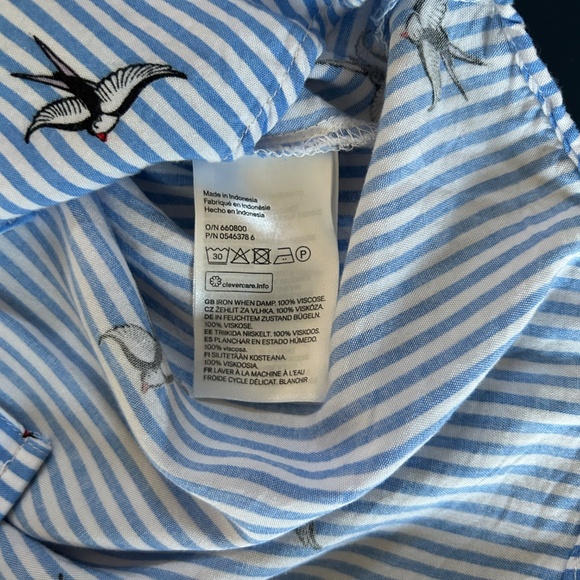 Made in Indonesia
Fabriqué en Indonésie
Hecho en Indonesia
O/N 660800
P/N 0546378 6
30 P
clevercare.info
GB IRON WHEN DAMP. 100% VISCOSE.
CZ ŽEHLIT ZA VLHKA. 100% VISKÓZA
DE IN FEUCHTEM ZUSTAND BÜGELN.
100% VISKOSE.
EE TRIIKIDA NIISKELT. 100% VISKOOS.
ES PLANCHAR EN ESTADO HÚMEDO.
100% viscosa.
FI SILITETÄÄN KOSTEANA.
100% VISKOOSIA.
FR LAVER À LA MACHINE À L'EAU
FROIDE CYCLE DÉLICAT. BLANCHIR